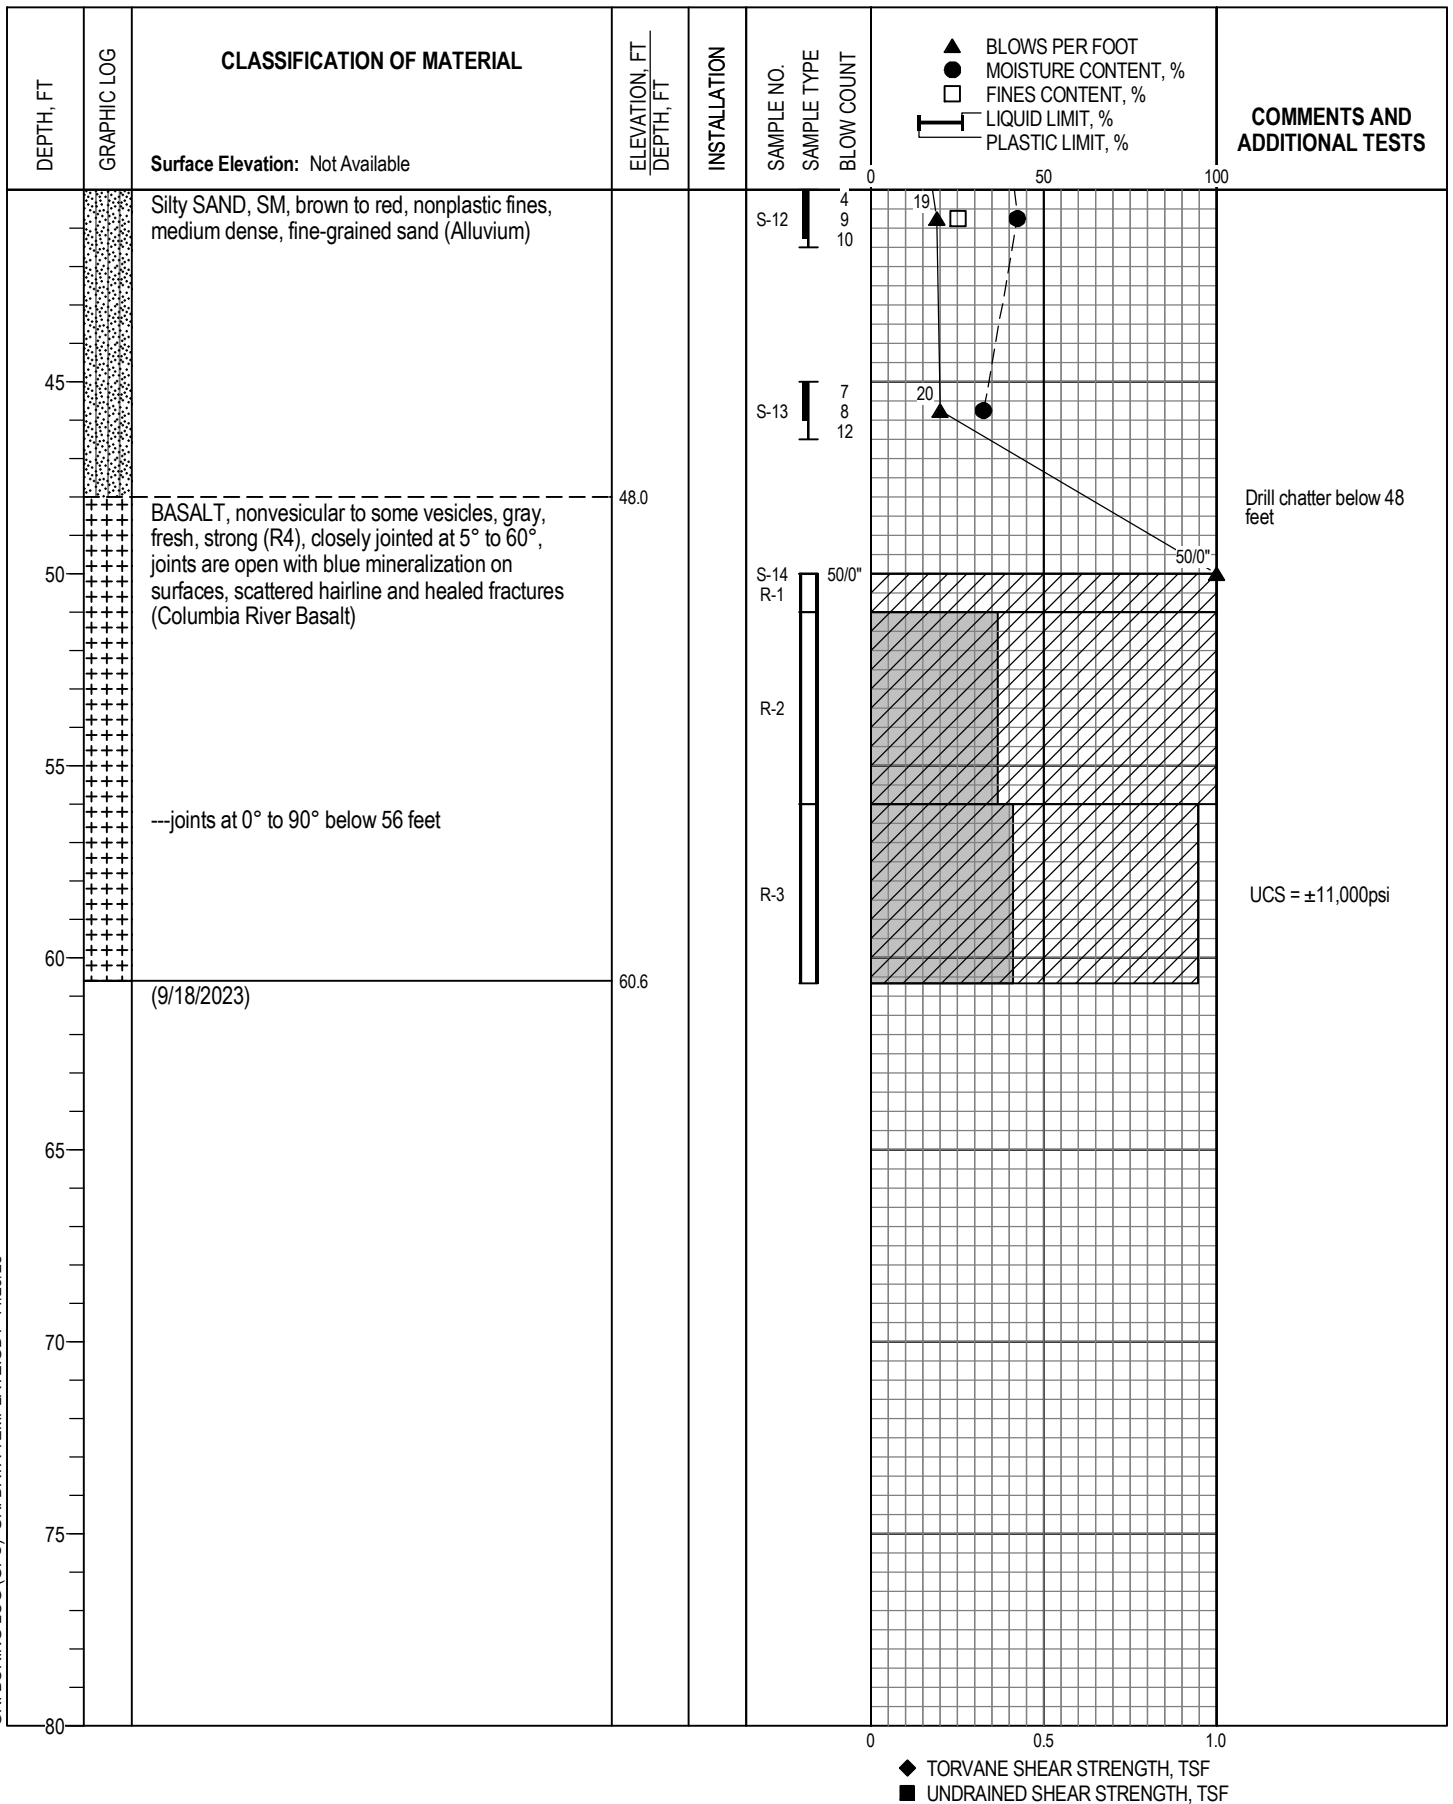 DEPTH, FT
GRAPHIC LOG
CLASSIFICATION OF MATERIAL
Surface Elevation: Not Available
ELEVATION, FT
DEPTH, FT
INSTALLATION
SAMPLE NO.
SAMPLE TYPE
BLOW COUNT
▲ BLOWS PER FOOT
● MOISTURE CONTENT, %
□ FINES CONTENT, %
LIQUID LIMIT, %
PLASTIC LIMIT, %
0 50 100
COMMENTS AND
ADDITIONAL TESTS
Silty SAND, SM, brown to red, nonplastic fines,
medium dense, fine-grained sand (Alluvium)
S-12
4
9
10
19
45
S-13
7
8
12
20
48.0
Drill chatter below 48
feet
BASALT, nonvesicular to some vesicles, gray,
fresh, strong (R4), closely jointed at 5° to 60°,
joints are open with blue mineralization on
surfaces, scattered hairline and healed fractures
(Columbia River Basalt)
50
S-14
50/0"
50/0"
R-1
R-2
55
---joints at 0° to 90° below 56 feet
R-3
UCS = ±11,000psi
60
60.6
(9/18/2023)
65
70
75
80
0 0.5 1.0
◆ TORVANE SHEAR STRENGTH, TSF
■ UNDRAINED SHEAR STRENGTH, TSF